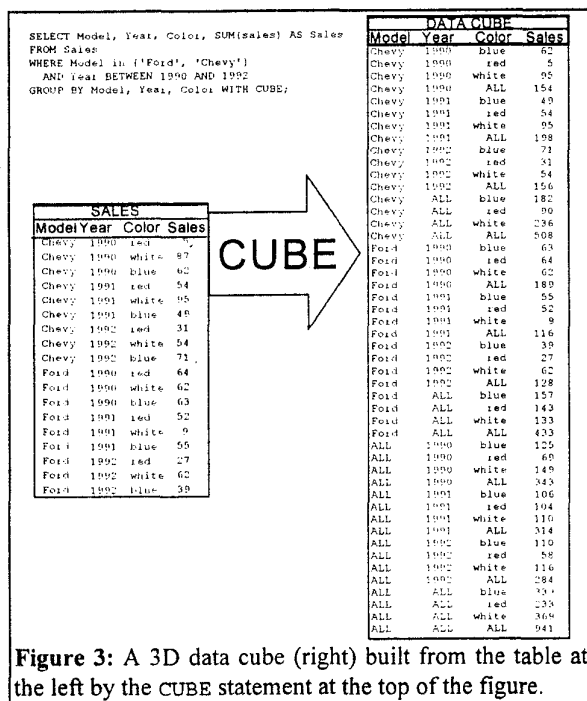 SELECT Model, Year, Color, SUM(sales) AS Sales
FROM Sales
WHERE Model in {'Ford', 'Chevy'}
AND Year BETWEEN 1990 AND 1992
GROUP BY Model, Year, Color WITH CUBE;
SALES
Model Year Color Sales
Chevy 1990 red 5
Chevy 1990 white 87
Chevy 1990 blue 62
Chevy 1991 red 54
Chevy 1991 white 95
Chevy 1991 blue 49
Chevy 1992 red 31
Chevy 1992 white 54
Chevy 1992 blue 71
Ford 1990 red 64
Ford 1990 white 62
Ford 1990 blue 63
Ford 1991 red 52
Ford 1991 white 9
Ford 1991 blue 55
Ford 1992 red 27
Ford 1992 white 62
Ford 1992 blue 39
CUBE
DATA CUBE
Model Year Color Sales
Chevy 1990 blue 62
Chevy 1990 red 5
Chevy 1990 white 95
Chevy 1990 ALL 154
Chevy 1991 blue 49
Chevy 1991 red 54
Chevy 1991 white 95
Chevy 1991 ALL 198
Chevy 1992 blue 71
Chevy 1992 red 31
Chevy 1992 white 54
Chevy 1992 ALL 156
Chevy ALL blue 182
Chevy ALL red 90
Chevy ALL white 236
Chevy ALL ALL 508
Ford 1990 blue 63
Ford 1990 red 64
Ford 1990 white 62
Ford 1990 ALL 189
Ford 1991 blue 55
Ford 1991 red 52
Ford 1991 white 9
Ford 1991 ALL 116
Ford 1992 blue 39
Ford 1992 red 27
Ford 1992 white 62
Ford 1992 ALL 128
Ford ALL blue 157
Ford ALL red 143
Ford ALL white 133
Ford ALL ALL 433
ALL 1990 blue 125
ALL 1990 red 69
ALL 1990 white 149
ALL 1990 ALL 343
ALL 1991 blue 106
ALL 1991 red 104
ALL 1991 white 110
ALL 1991 ALL 314
ALL 1992 blue 110
ALL 1992 red 58
ALL 1992 white 116
ALL 1992 ALL 284
ALL ALL blue 339
ALL ALL red 233
ALL ALL white 369
ALL ALL ALL 941
Figure 3: A 3D data cube (right) built from the table at
the left by the CUBE statement at the top of the figure.